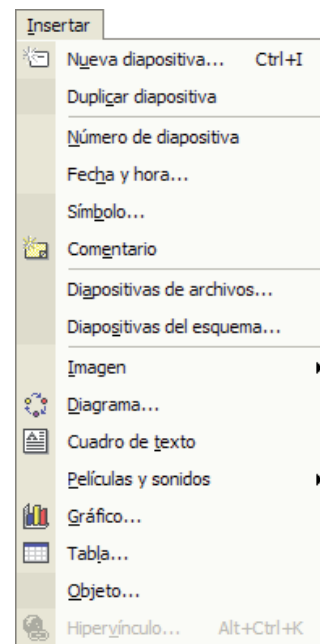 Insertar
Nueva diapositiva... Ctrl+I
Duplicar diapositiva
Número de diapositiva
Fecha y hora...
Símbolo...
Comentario
Diapositivas de archivos...
Diapositivas del esquema...
Imagen
Diagrama...
Cuadro de texto
Películas y sonidos
Gráfico...
Tabla...
Objeto...
Hipervínculo... Alt+Ctrl+K